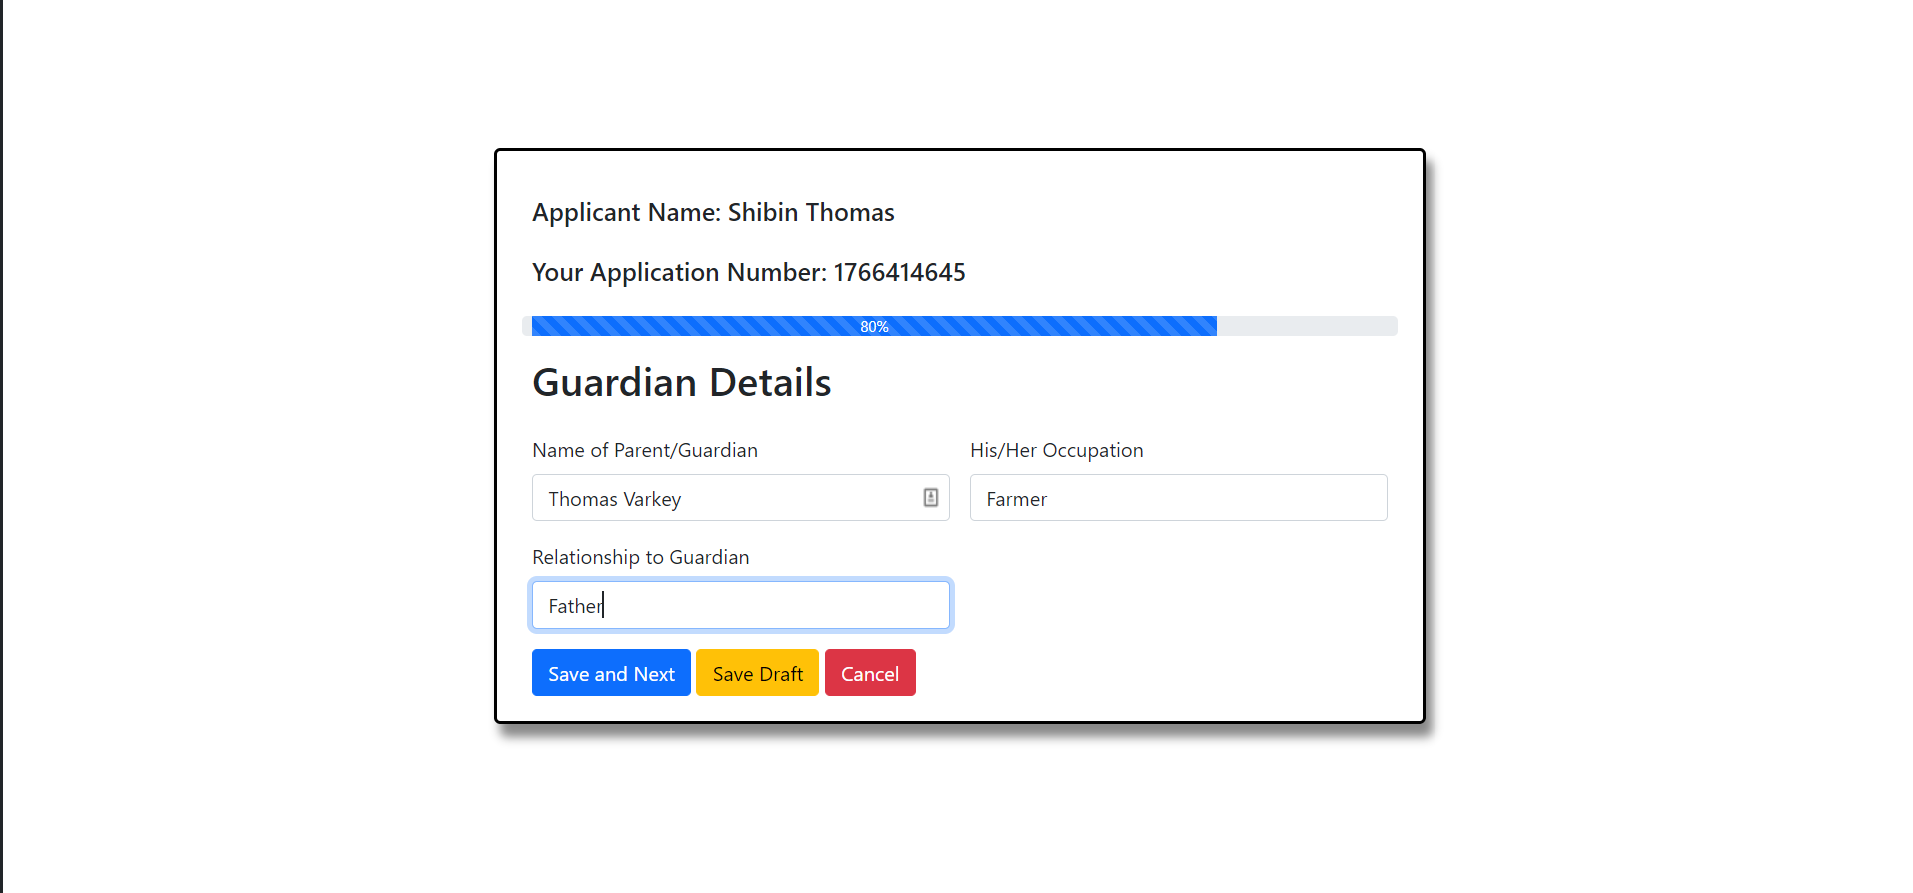 Applicant Name: Shibin Thomas
Your Application Number: 1766414645
80%
Guardian Details
Name of Parent/Guardian His/Her Occupation
Thomas Varkey Farmer
Relationship to Guardian
Father
Save and Next Save Draft Cancel